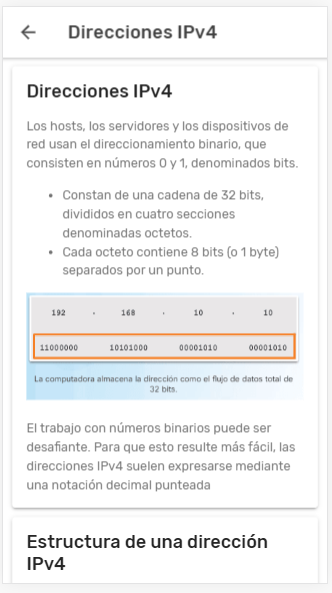 Direcciones IPv4
Direcciones IPv4
Los hosts, los servidores y los dispositivos de
red usan el direccionamiento binario, que
consisten en números 0 y 1, denominados bits.
• Constan de una cadena de 32 bits,
divididos en cuatro secciones
denominadas octetos.
• Cada octeto contiene 8 bits (o 1 byte)
separados por un punto.
192 . 168 . 10 . 10
11000000 10101000 00001010 00001010
La computadora almacena la dirección como el flujo de datos total de
32 bits.
El trabajo con números binarios puede ser
desafiante. Para que esto resulte más fácil, las
direcciones IPv4 suelen expresarse mediante
una notación decimal punteada
Estructura de una dirección
IPv4